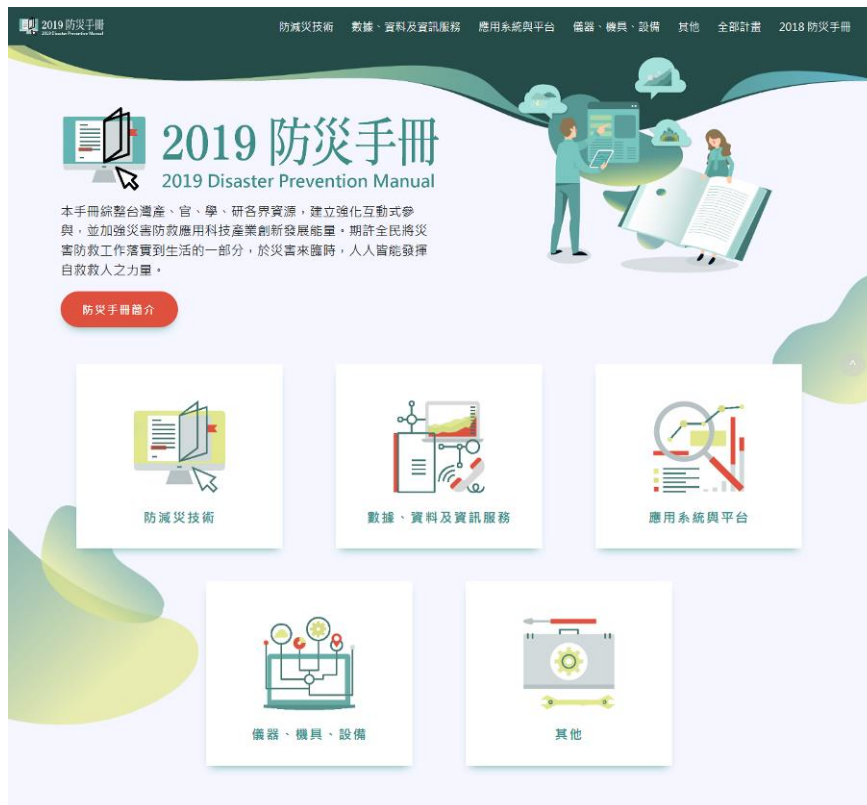 2019 防災手冊
2019 Disaster Prevention Manual
防減災技術 數據、資料及資訊服務 應用系統與平台 儀器、機具、設備 其他 全部計畫 2018 防災手冊
2019 防災手冊
2019 Disaster Prevention Manual
本手冊綜整台灣產、官、學、研各界資源，建立強化互動式參
與，並加強災害防救應用科技產業創新發展能量。期許全民將災
害防救工作落實到生活的一部分，於災害來臨時，人人皆能發揮
自救救人之力量。
防災手冊簡介
防減災技術
數據、資料及資訊服務
應用系統與平台
儀器、機具、設備
其他